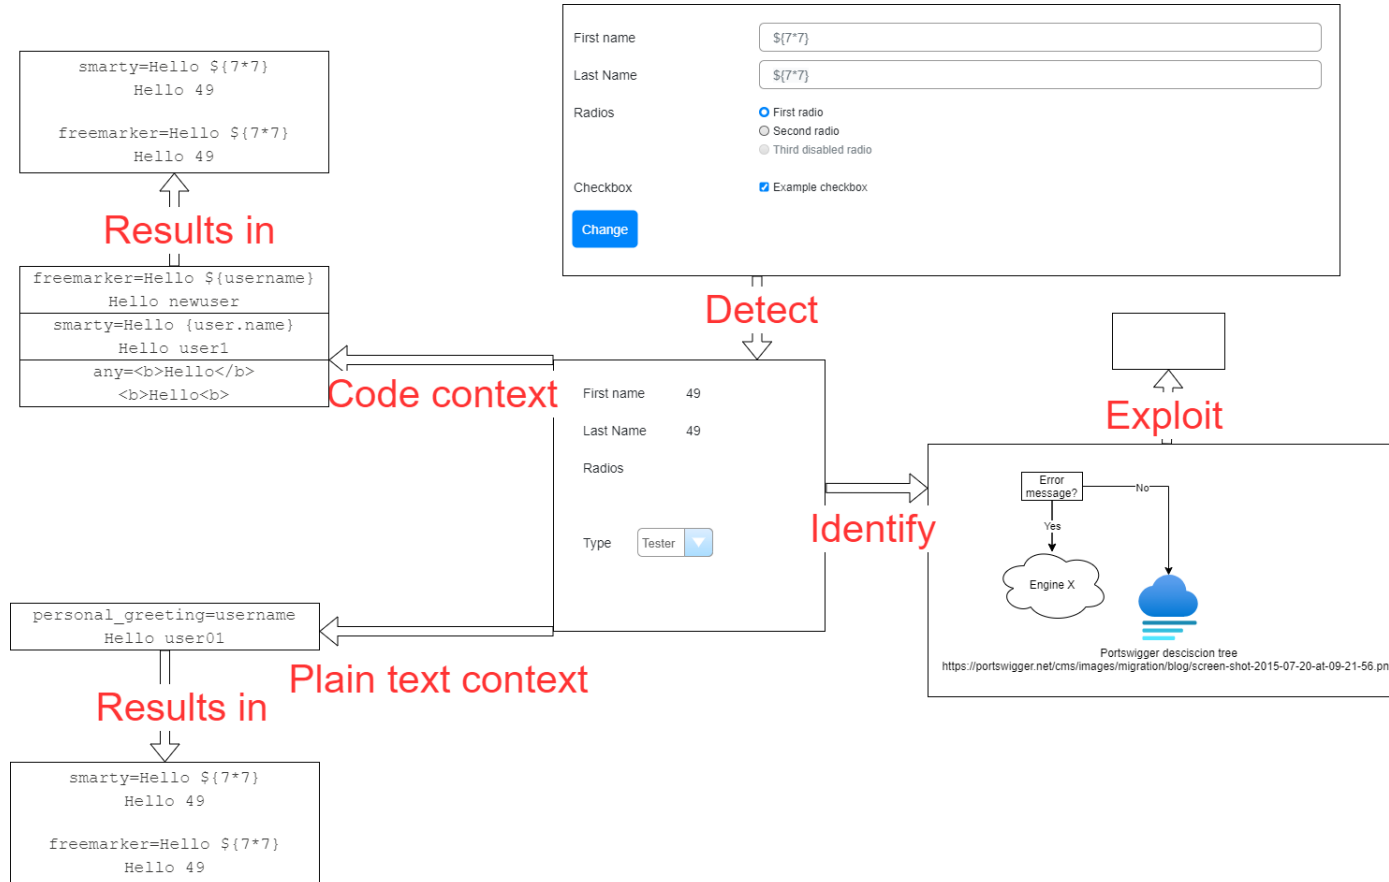 First name ${7*7}
Last Name ${7*7}
Radios First radio
Second radio
Third disabled radio
Checkbox Example checkbox
Change
smarty=Hello ${7*7}
Hello 49
freemarker=Hello ${7*7}
Hello 49
Results in
freemarker=Hello ${username}
Hello newuser
smarty=Hello {user.name}
Hello user1
any=<b>Hello</b>
<b>Hello<b>
Detect
Code context
First name 49
Last Name 49
Radios
Type Tester
Exploit
Identify
Error
message?
No
Yes
Engine X
Portswigger desciscion tree
https://portswigger.net/cms/images/migration/blog/screen-shot-2015-07-20-at-09-21-56.pn
personal_greeting=username
Hello user01
Plain text context
Results in
smarty=Hello ${7*7}
Hello 49
freemarker=Hello ${7*7}
Hello 49